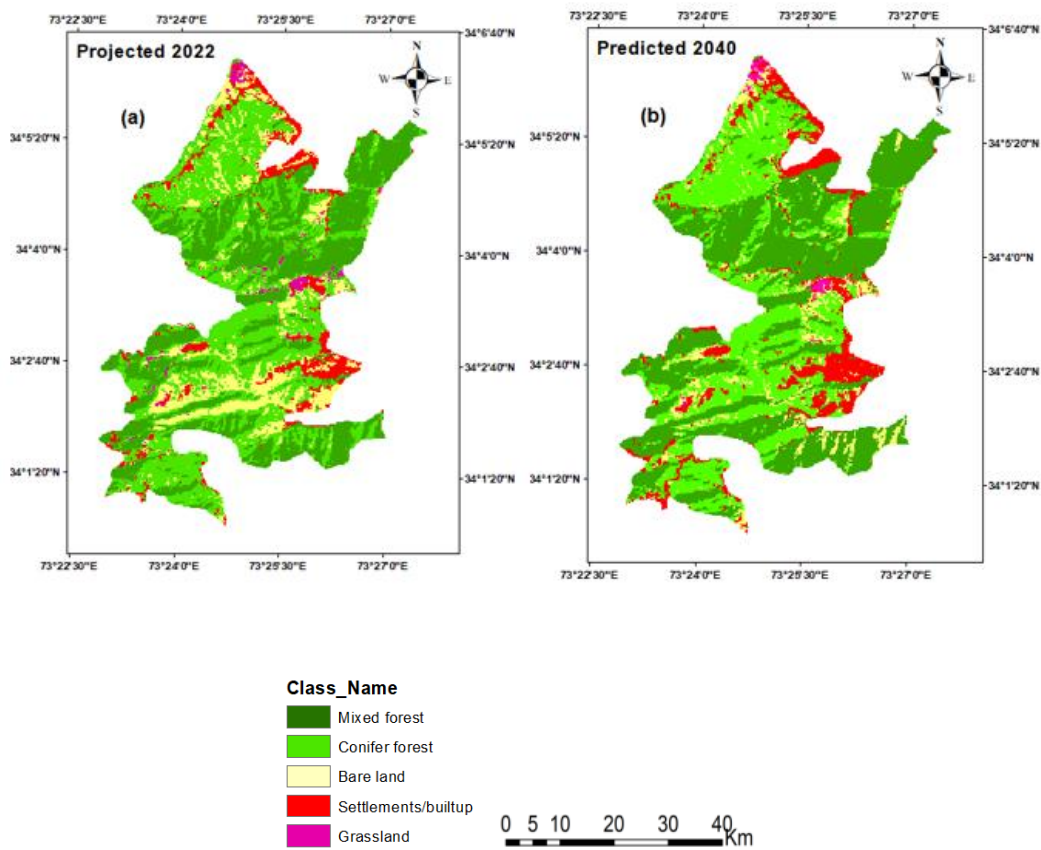 73°22'30"E 73°24'0"E 73°25'30"E 73°27'0"E
73°22'30"E 73°24'0"E 73°25'30"E 73°27'0"E
Projected 2022
Predicted 2040
34°6'40"N
34°6'40"N
N
W E
S
N
W E
S
(a)
(b)
34°5'20"N
34°5'20"N
34°5'20"N
34°5'20"N
34°4'0"N
34°4'0"N
34°4'0"N
34°4'0"N
34°2'40"N
34°2'40"N
34°2'40"N
34°2'40"N
34°1'20"N
34°1'20"N
34°1'20"N
34°1'20"N
73°22'30"E 73°24'0"E 73°25'30"E 73°27'0"E
73°22'30"E 73°24'0"E 73°25'30"E 73°27'0"E
Class_Name
Mixed forest
Conifer forest
Bare land
Settlements/builtup
Grassland
0 5 10 20 30 40
Km